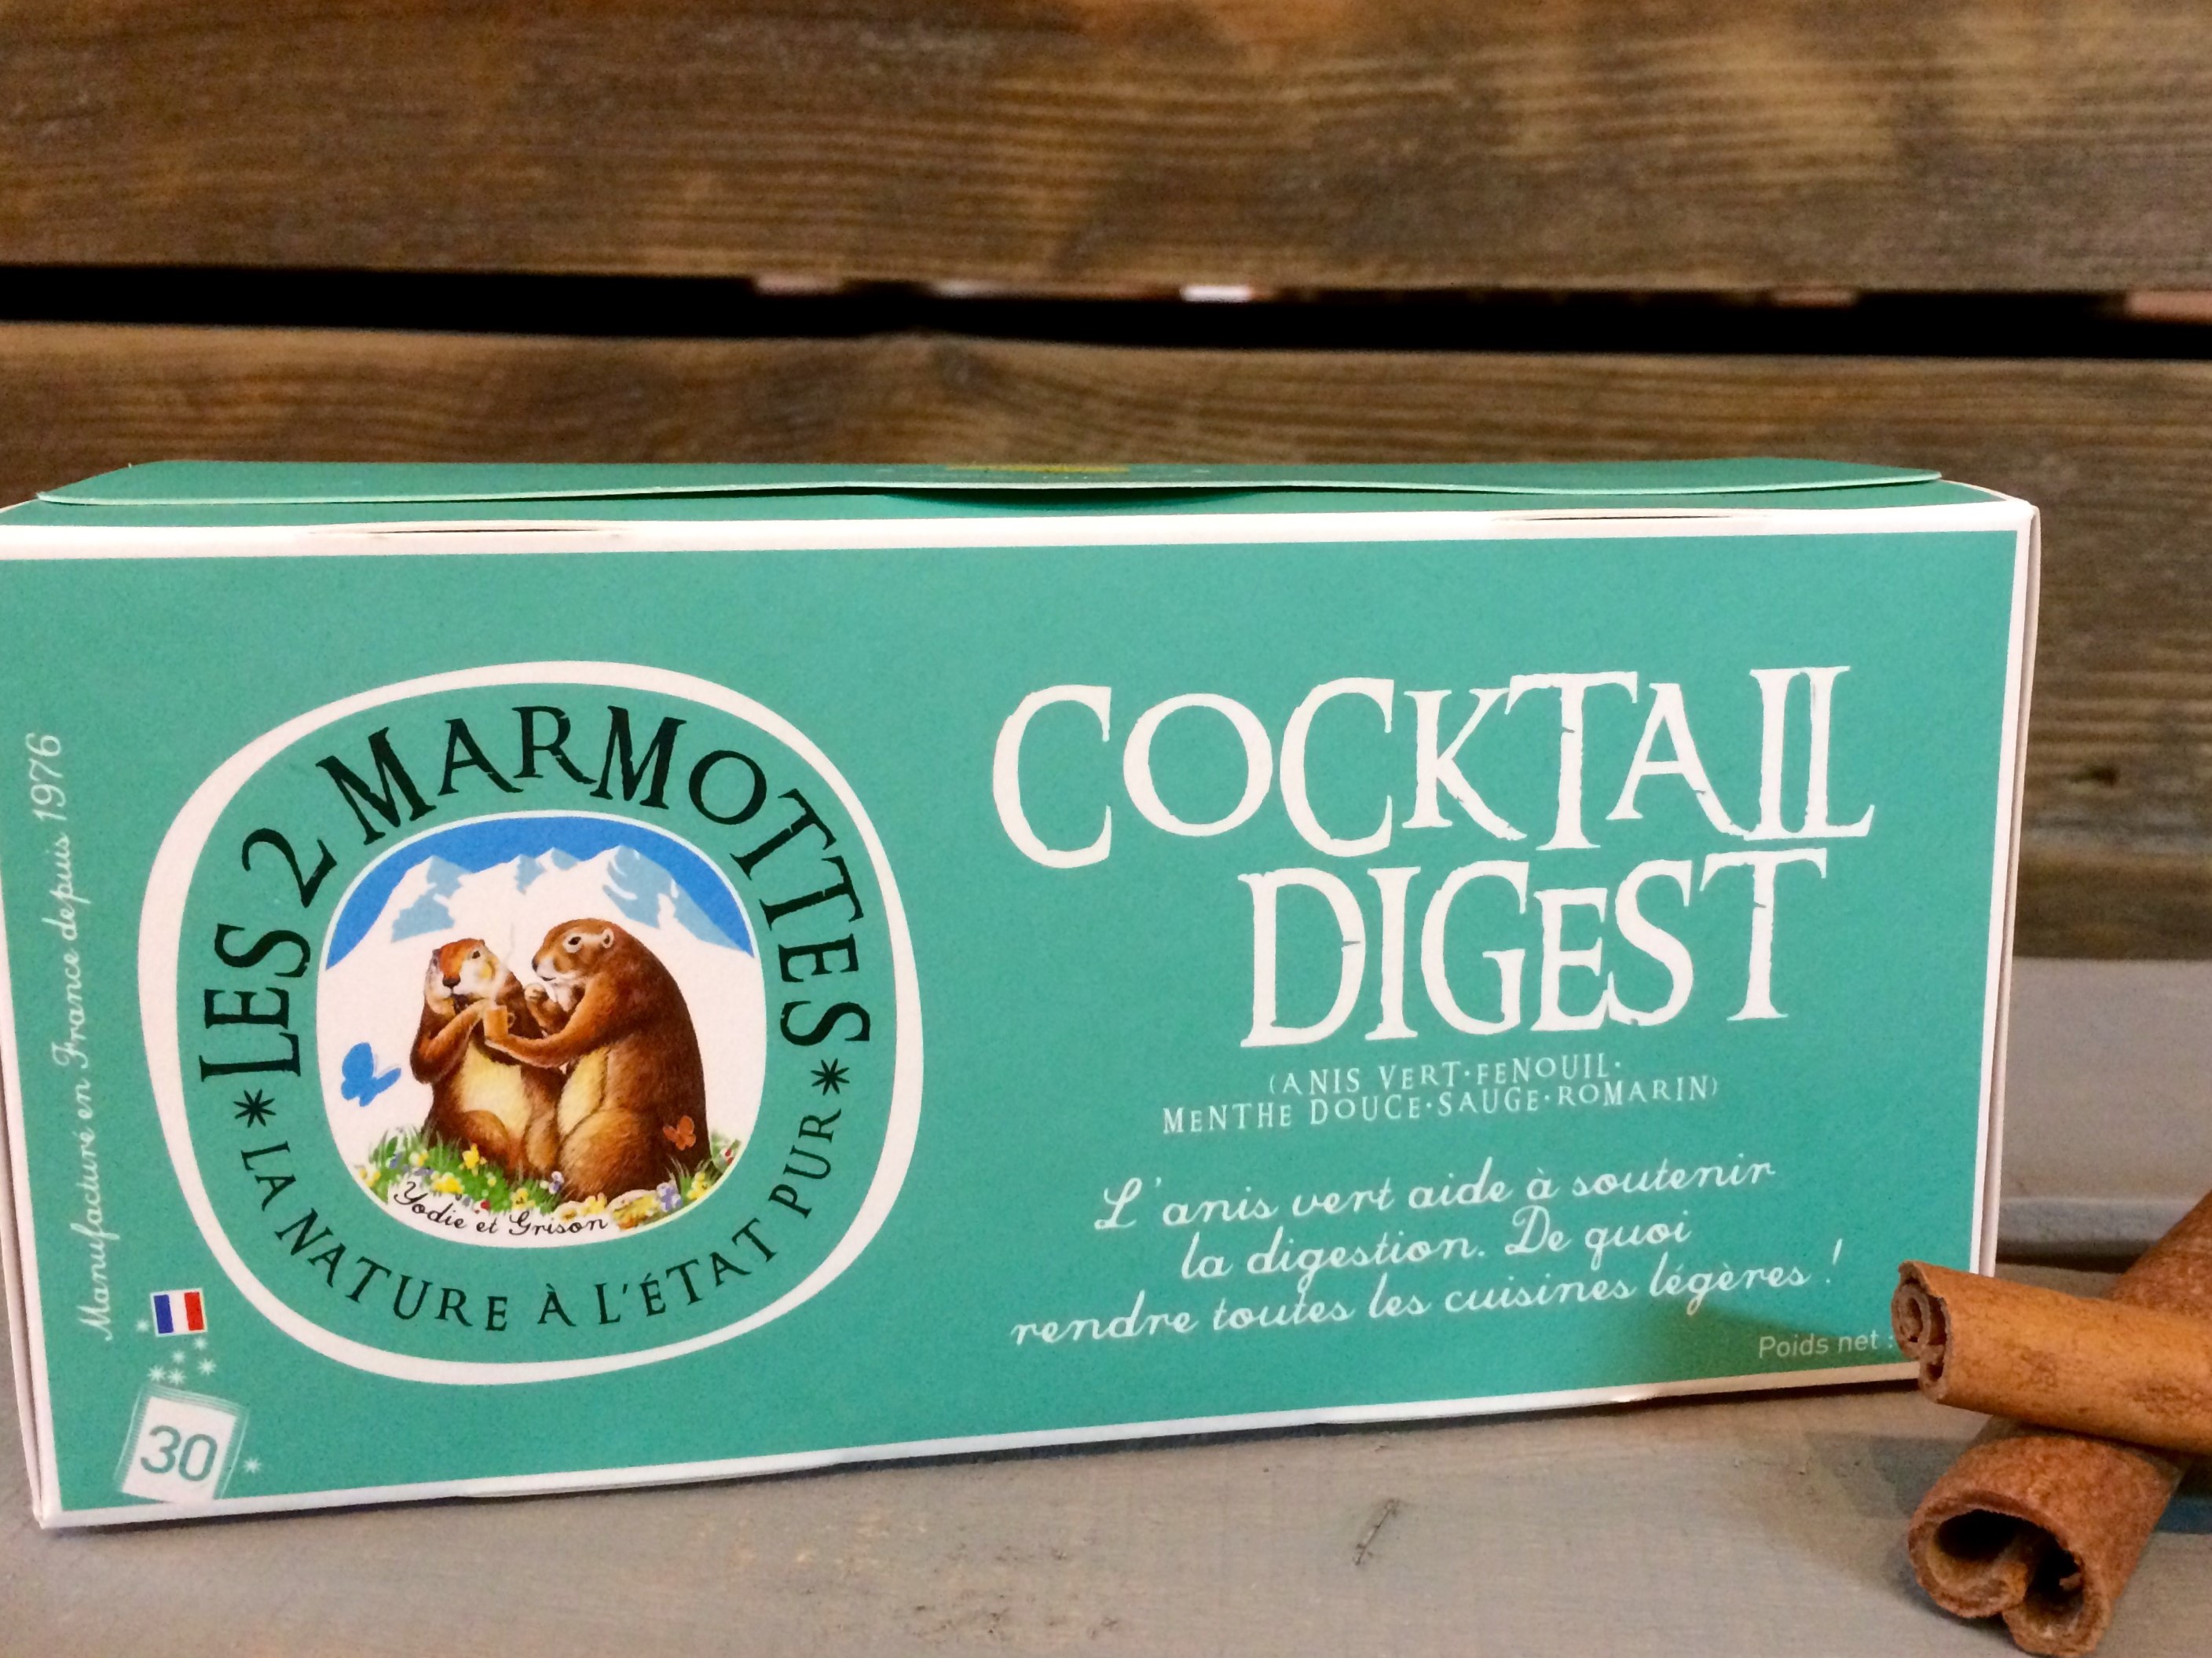 Manufacturé en France depuis 1976
LES 2 MARMOTTES
LA NATURE À L'ÉTAT PUR
Yodie et Grison
30
COCKTAIL
DIGEST
(ANIS VERT·FENOUIL·
MENTHE DOUCE·SAUGE·ROMARIN)
L'anis vert aide à soutenir
la digestion. De quoi
rendre toutes les cuisines légères !
Poids net :